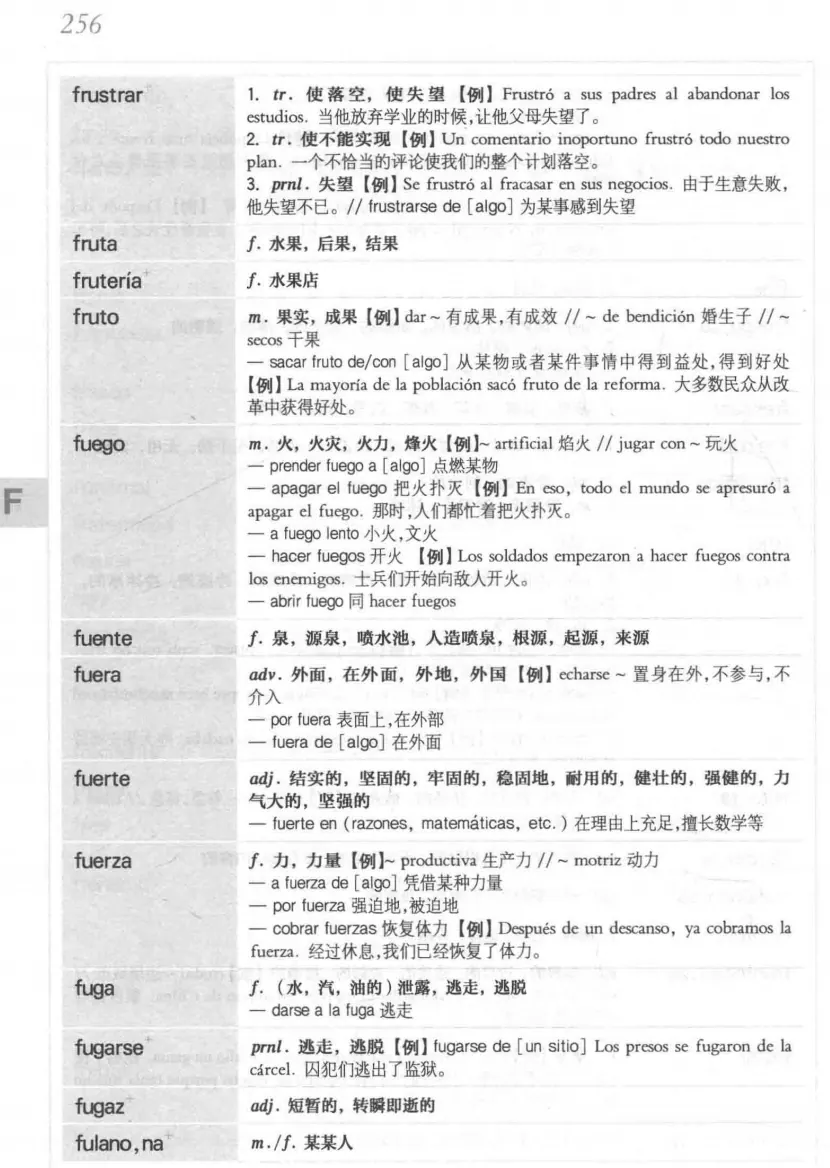 256
frustrar+
1. tr. 使落空，使失望【例】Frustró a sus padres al abandonar los
estudios. 当他放弃学业的时候,让他父母失望了。
2. tr. 使不能实现【例】Un comentario inoportuno frustró todo nuestro
plan. 一个不恰当的评论使我们的整个计划落空。
3. prnl. 失望【例】Se frustró al fracasar en sus negocios. 由于生意失败,
他失望不已。// frustrarse de [algo] 为某事感到失望
fruta
f. 水果，后果，结果
frutería+
f. 水果店
fruto
m. 果实，成果【例】dar ~ 有成果,有成效 // ~ de bendición 婚生子 // ~
secos 干果
— sacar fruto de/con [algo] 从某物或者某件事情中得到益处,得到好处
【例】La mayoría de la población sacó fruto de la reforma. 大多数民众从改
革中获得好处。
fuego
m. 火，火灾，火力，烽火【例】~ artificial 焰火 // jugar con ~ 玩火
— prender fuego a [algo] 点燃某物
— apagar el fuego 把火扑灭【例】En eso, todo el mundo se apresuró a
apagar el fuego. 那时,人们都忙着把火扑灭。
— a fuego lento 小火,文火
— hacer fuegos 开火 【例】Los soldados empezaron a hacer fuegos contra
los enemigos. 士兵们开始向敌人开火。
— abrir fuego 同 hacer fuegos
F
fuente
f. 泉，源泉，喷水池，人造喷泉，根源，起源，来源
fuera
adv. 外面，在外面，外地，外国【例】echarse ~ 置身在外,不参与,不
介入
— por fuera 表面上,在外部
— fuera de [algo] 在外面
fuerte
adj. 结实的，坚固的，牢固的，稳固地，耐用的，健壮的，强健的，力
气大的，坚强的
— fuerte en (razones, matemáticas, etc. ) 在理由上充足,擅长数学等
fuerza
f. 力，力量【例】~ productiva 生产力 // ~ motriz 动力
— a fuerza de [algo] 凭借某种力量
— por fuerza 强迫地,被迫地
— cobrar fuerzas 恢复体力【例】Después de un descanso, ya cobramos la
fuerza. 经过休息,我们已经恢复了体力。
fuga
f. (水，汽，油的) 泄露，逃走，逃脱
— darse a la fuga 逃走
fugarse+
prnl. 逃走，逃脱【例】fugarse de [un sitio] Los presos se fugaron de la
cárcel. 囚犯们逃出了监狱。
fugaz+
adj. 短暂的，转瞬即逝的
fulano,na+
m./f. 某某人